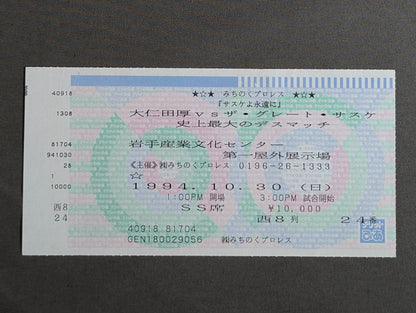 40918
★☆★ みちのくプロレス ★☆★
『サスケよ永遠に』
1308
大仁田厚vsザ・グレート・サスケ
史上最大のデスマッチ
81704
岩手産業文化センター
941030
第一屋外展示場
28
《主催》㈱みちのくプロレス 0196-26-1333
1
☆
10000
1994.10.30 (日)
1:00PM 開場 3:00PM 試合開始
SS席 ¥10,000
西8
24
西8列 24番
40918 81704
GEN180029056 ㈱みちのくプロレス